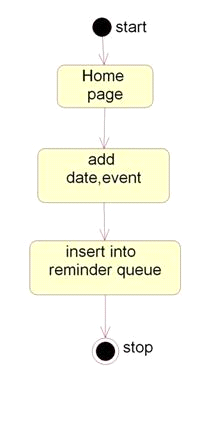 start
Home
page
add
date,event
insert into
reminder queue
stop